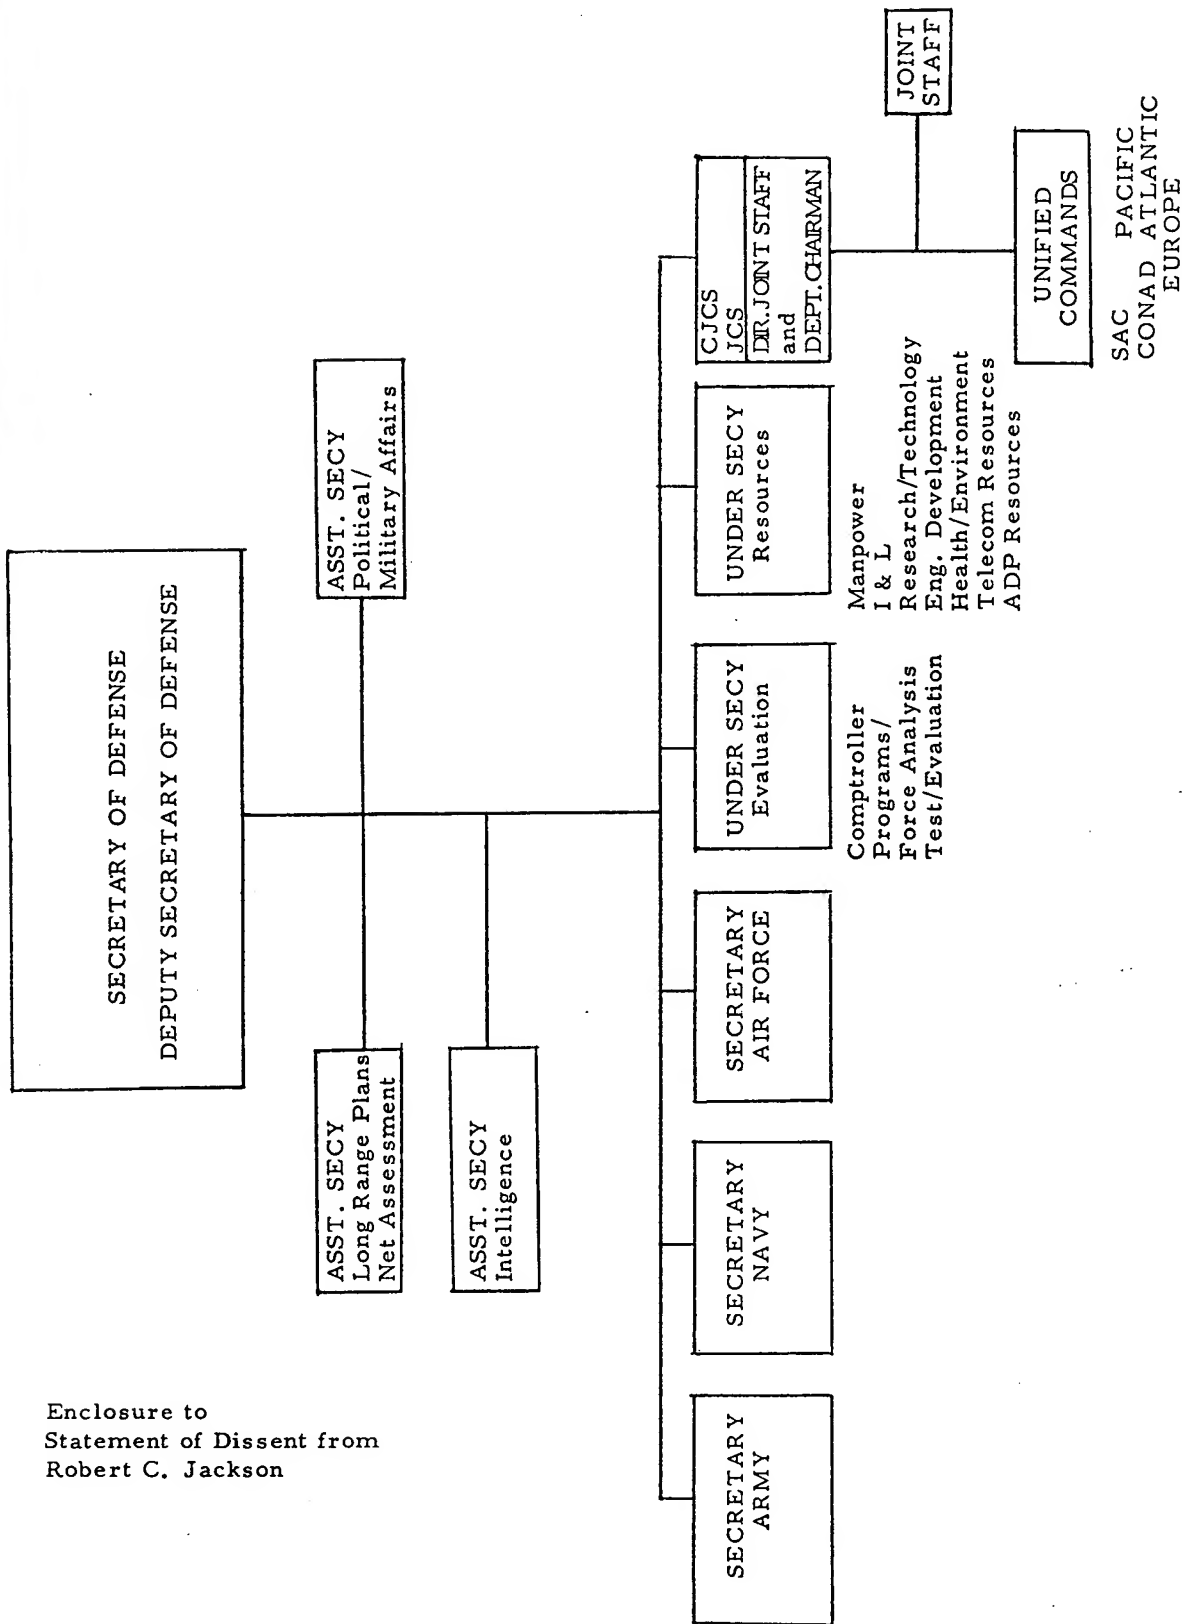 SECRETARY OF DEFENSE
DEPUTY SECRETARY OF DEFENSE
ASST. SECY
Long Range Plans
Net Assessment
ASST. SECY
Political/
Military Affairs
ASST. SECY
Intelligence
SECRETARY
ARMY
SECRETARY
NAVY
SECRETARY
AIR FORCE
UNDER SECY
Evaluation
Comptroller
Programs/
Force Analysis
Test/Evaluation
UNDER SECY
Resources
Manpower
I & L
Research/Technology
Eng. Development
Health/Environment
Telecom Resources
ADP Resources
CJCS
JCS
DIR. JOINT STAFF
and
DEPT. CHAIRMAN
JOINT
STAFF
UNIFIED
COMMANDS
SAC PACIFIC
CONAD ATLANTIC
EUROPE
Enclosure to
Statement of Dissent from
Robert C. Jackson